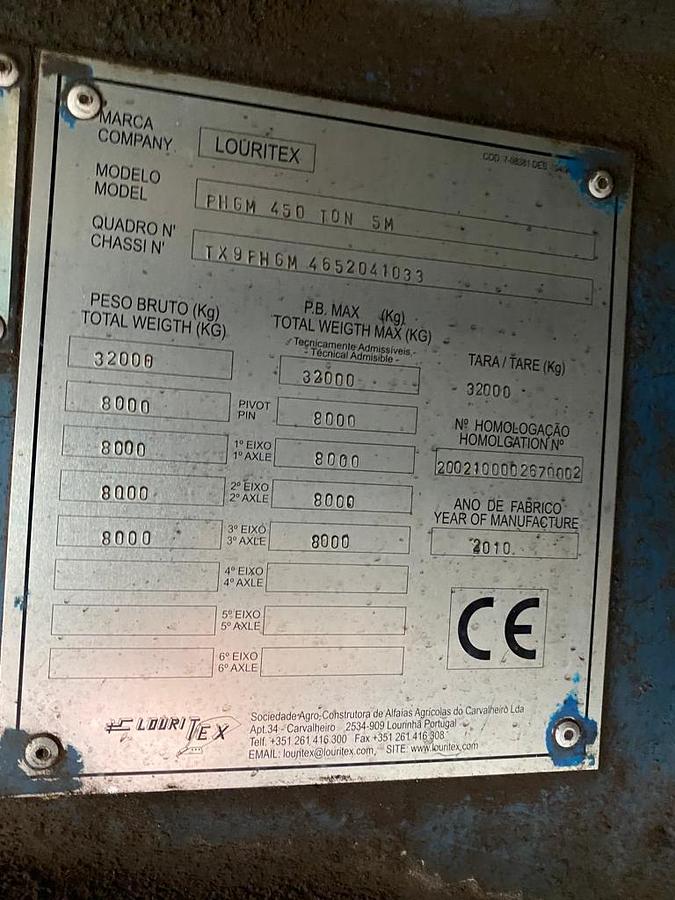 MARCA
COMPANY
LOURITEX
MODELO
MODEL
PHGM 450 TON 5M
QUADRO N'
CHASSI N'
TX9FHGM 4652041033
PESO BRUTO (Kg)
TOTAL WEIGTH (KG)
P.B. MAX (Kg)
TOTAL WEIGTH MAX (KG)
- Tecnicamente Admissíveis, -
- Técnical Admisible -
TARA / TARE (Kg)
32000
32000
32000
8000
PIVOT
PIN
8000
Nº HOMOLOGAÇÃO
HOMOLGATION Nº
8000
1º EIXO
1º AXLE
8000
2002100002670002
8000
2º EIXO
2º AXLE
8000
ANO DE FABRICO
YEAR OF MANUFACTURE
8000
3º EIXO
3º AXLE
8000
2010
4º EIXO
4º AXLE
5º EIXO
5º AXLE
6º EIXO
6º AXLE
CE
LOURITEX
Sociedade Agro-Construtora de Alfaias Agricolas do Carvalheiro Lda
Apt.34 - Carvalheiro 2534-909 Lourinhã Portugal
Telf. +351 261 416 300 Fax +351 261 416 308
EMAIL: louritex@louritex.com, SITE: www.louritex.com